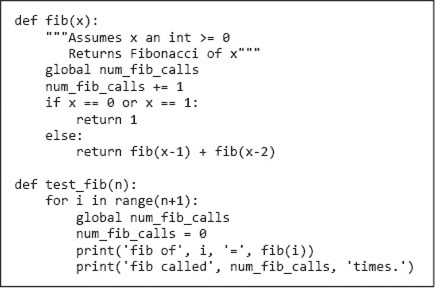 def fib(x):
    """Assumes x an int >= 0
       Returns Fibonacci of x"""
    global num_fib_calls
    num_fib_calls += 1
    if x == 0 or x == 1:
        return 1
    else:
        return fib(x-1) + fib(x-2)

def test_fib(n):
    for i in range(n+1):
        global num_fib_calls
        num_fib_calls = 0
        print('fib of', i, '=', fib(i))
        print('fib called', num_fib_calls, 'times.')